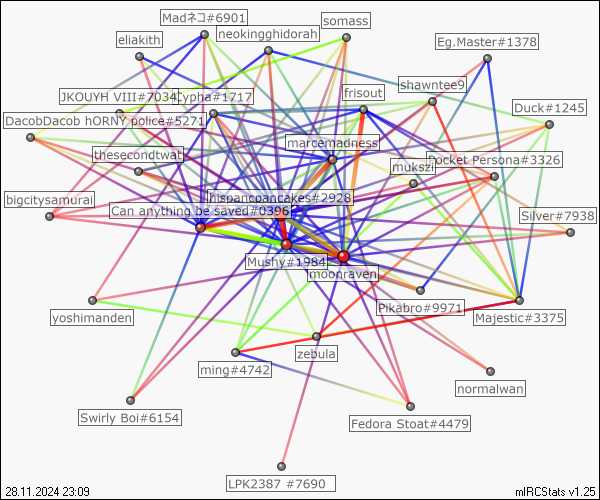 Madネコ#6901
somass
neokingghidorah
eliakith
Eg.Master#1378
shawntee9
frisout
JKOUYH VIII#7034
ypha#1717
Duck#1245
DacobDacob hORNY police#5271
marcemadness
thesecondtwat
mukszi
Pocket Persona#3326
hispancpancakes#2928
bigcitysamurai
Can anything be saved#0396
Silver#7938
Mushy#1984
moonraven
Pikabro#9971
yoshimanden
Majestic#3375
zebula
ming#4742
normalwan
Swirly Boi#6154
Fedora Stoat#4479
LPK2387 #7690
28.11.2024 23:09
mIRCStats v1.25